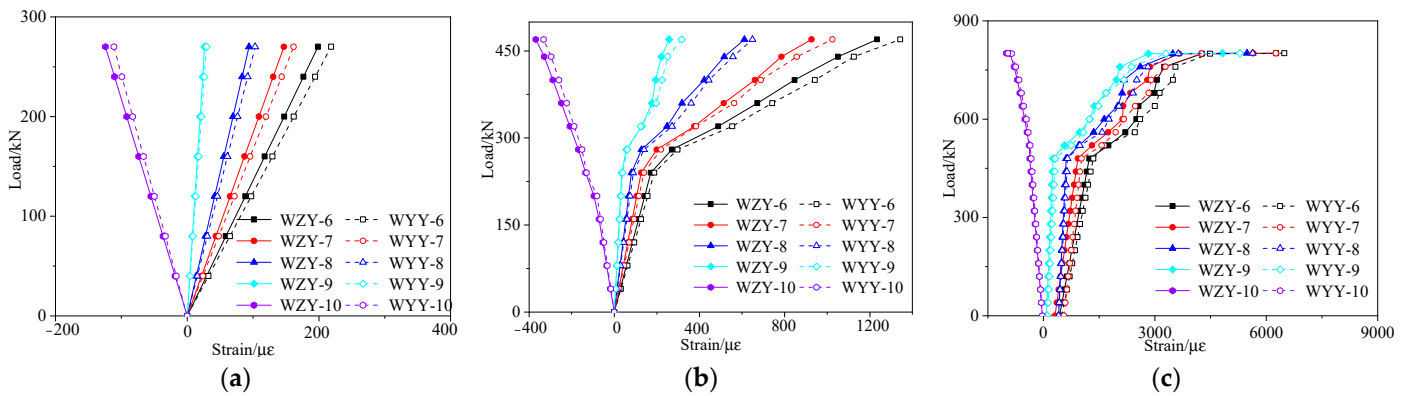 300
240
180
120
60
0
Load/kN
-200
0
200
400
Strain/με
WZY-6 WYY-6
WZY-7 WYY-7
WZY-8 WYY-8
WZY-9 WYY-9
WZY-10 WYY-10
(a)
450
300
150
0
Load/kN
-400
0
400
800
1200
Strain/με
WZY-6 WYY-6
WZY-7 WYY-7
WZY-8 WYY-8
WZY-9 WYY-9
WZY-10 WYY-10
(b)
900
600
300
0
Load/kN
0
3000
6000
9000
Strain/με
WZY-6 WYY-6
WZY-7 WYY-7
WZY-8 WYY-8
WZY-9 WYY-9
WZY-10 WYY-10
(c)